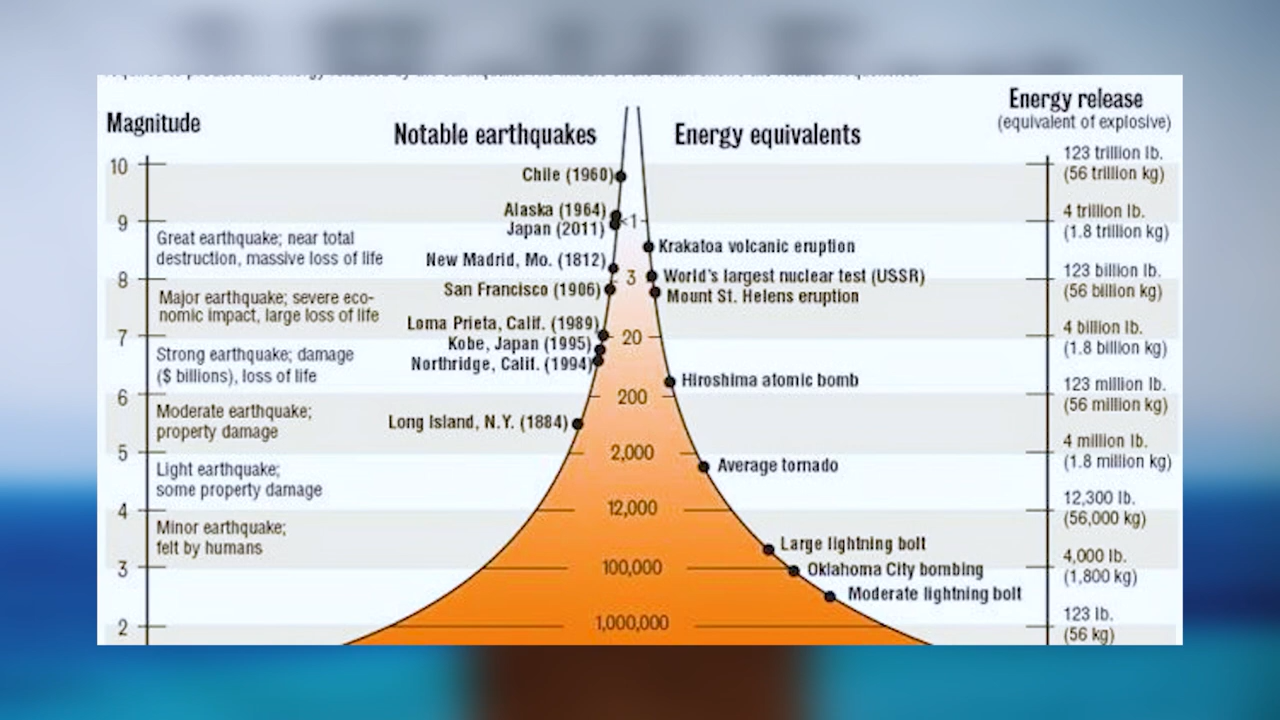 Magnitude
Notable earthquakes
Energy equivalents
Energy release
(equivalent of explosive)
10
123 trillion lb.
(56 trillion kg)
Chile (1960)
Alaska (1964)
Japan (2011)
9
<1
4 trillion lb.
(1.8 trillion kg)
Great earthquake; near total
destruction, massive loss of life
Krakatoa volcanic eruption
New Madrid, Mo. (1812)
8
3
World's largest nuclear test (USSR)
123 billion lb.
(56 billion kg)
San Francisco (1906)
Mount St. Helens eruption
Major earthquake; severe eco-
nomic impact, large loss of life
Loma Prieta, Calif. (1989)
7
20
4 billion lb.
(1.8 billion kg)
Kobe, Japan (1995)
Northridge, Calif. (1994)
Strong earthquake; damage
($ billions), loss of life
Hiroshima atomic bomb
6
200
123 million lb.
(56 million kg)
Moderate earthquake;
property damage
Long Island, N.Y. (1884)
5
2,000
4 million lb.
(1.8 million kg)
Average tornado
Light earthquake;
some property damage
4
12,000
12,300 lb.
(56,000 kg)
Minor earthquake;
felt by humans
Large lightning bolt
3
100,000
Oklahoma City bombing
4,000 lb.
(1,800 kg)
Moderate lightning bolt
2
1,000,000
123 lb.
(56 kg)